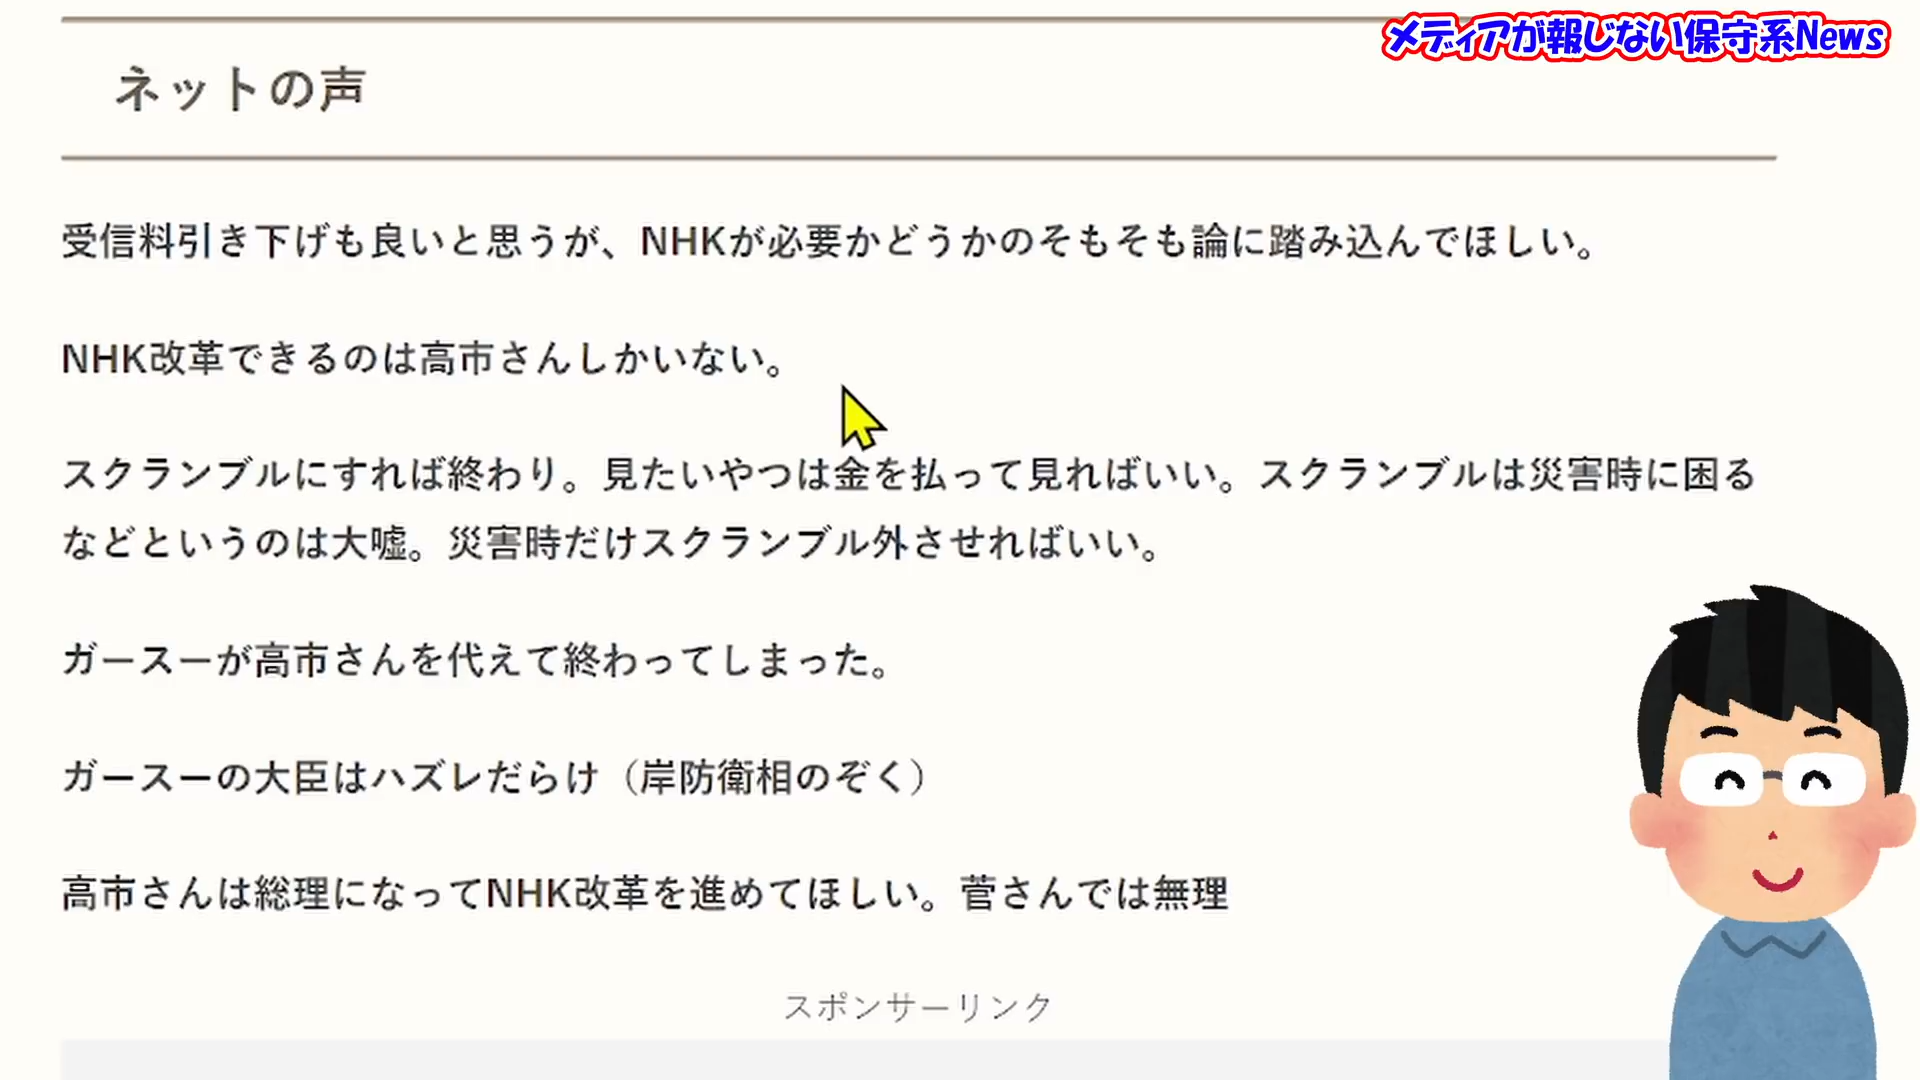 メディアが報じない保守系News
ネットの声
受信料引き下げも良いと思うが、NHKが必要かどうかのそもそも論に踏み込んでほしい。
NHK改革できるのは高市さんしかいない。
スクランブルにすれば終わり。見たいやつは金を払って見ればいい。スクランブルは災害時に困る
などというのは大嘘。災害時だけスクランブル外させればいい。
ガースーが高市さんを代えて終わってしまった。
ガースーの大臣はハズレだらけ（岸防衛相のぞく）
高市さんは総理になってNHK改革を進めてほしい。菅さんでは無理
スポンサーリンク